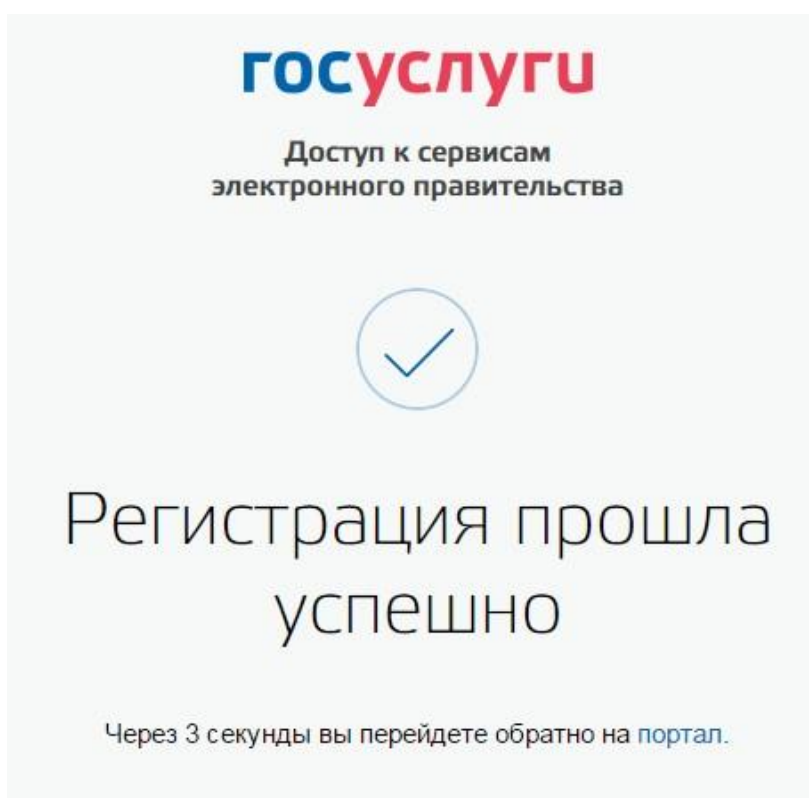 госуслуги
Доступ к сервисам
электронного правительства
Регистрация прошла
успешно
Через 3 секунды вы перейдете обратно на портал.